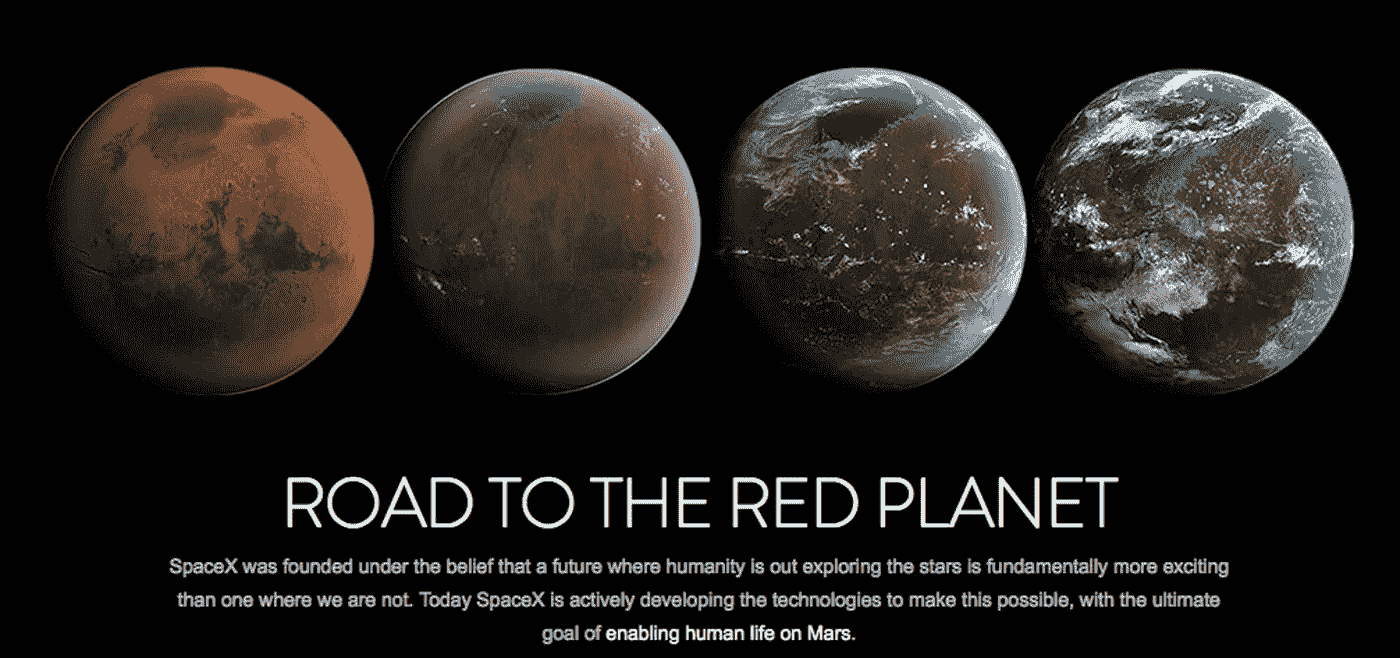 ROAD TO THE RED PLANET
SpaceX was founded under the belief that a future where humanity is out exploring the stars is fundamentally more exciting
than one where we are not. Today SpaceX is actively developing the technologies to make this possible, with the ultimate
goal of enabling human life on Mars.